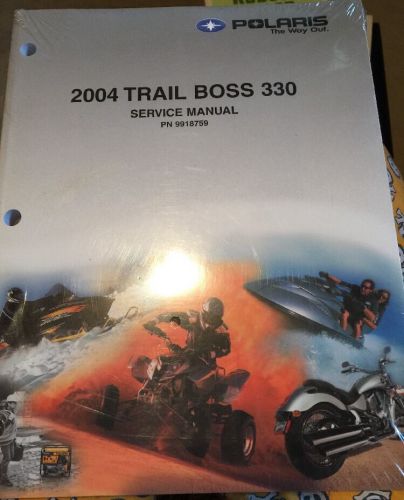 POLARIS
The Way Out.
2004 TRAIL BOSS 330
SERVICE MANUAL
PN 9918759